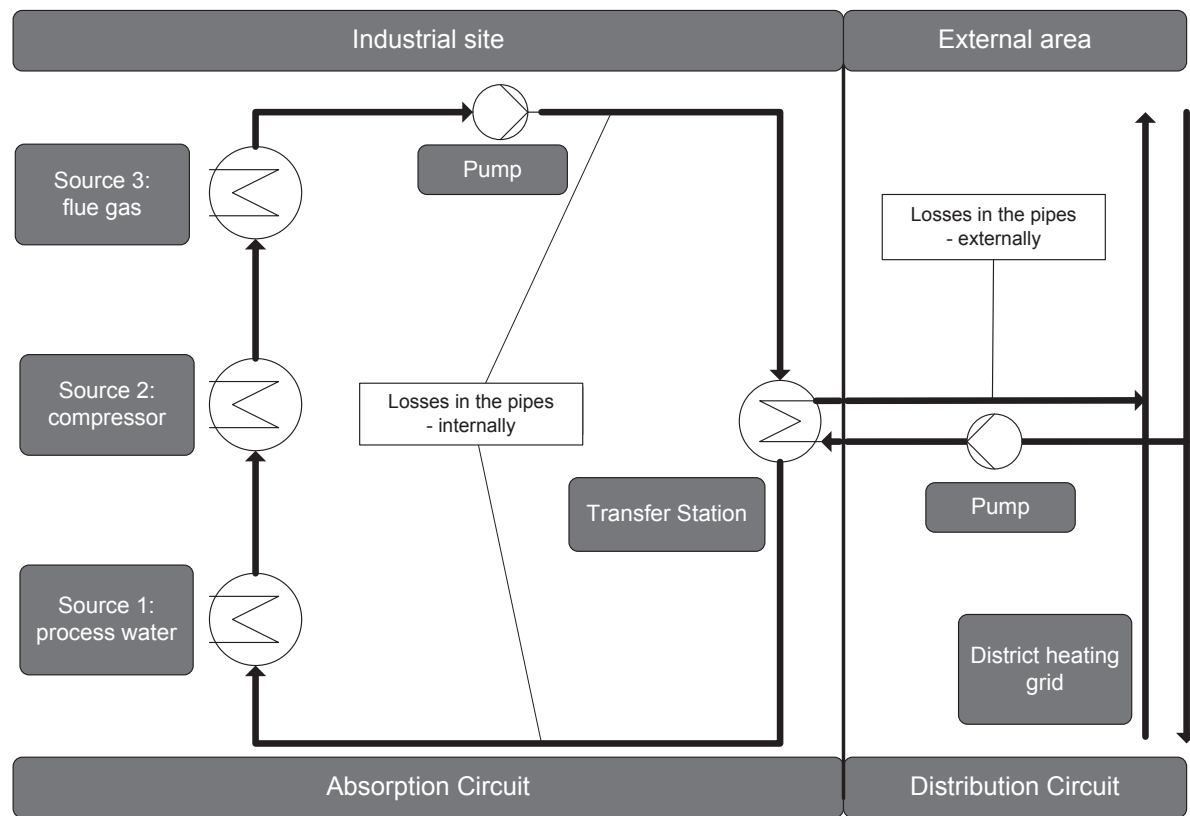 Industrial site
External area
Source 3:
flue gas
Pump
Losses in the pipes
- externally
Source 2:
compressor
Losses in the pipes
- internally
Transfer Station
Pump
Source 1:
process water
District heating
grid
Absorption Circuit
Distribution Circuit